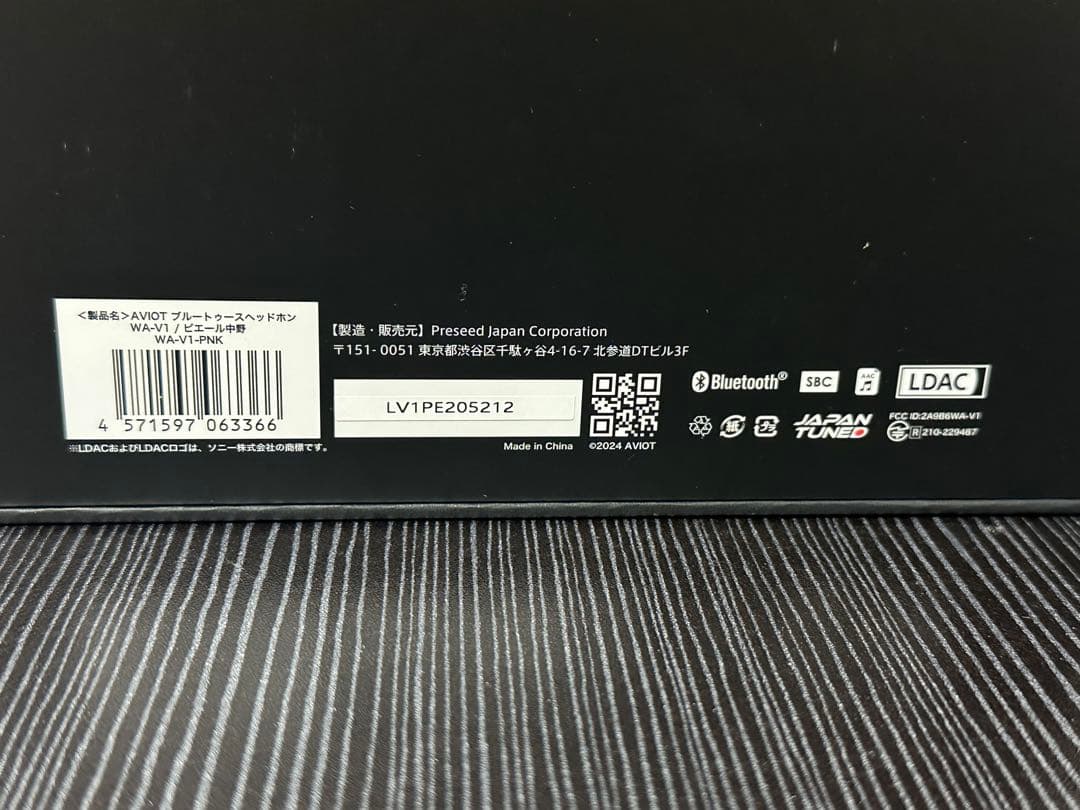 <製品名>AVIOT ブルートゥースヘッドホン
WA-V1 / ピエール中野
WA-V1-PNK
4 571597 063366
※LDACおよびLDACロゴは、ソニー株式会社の商標です。
【製造・販売元】Preseed Japan Corporation
〒151-0051 東京都渋谷区千駄ヶ谷4-16-7 北参道DTビル3F
LV1PE205212
Made in China ©2024 AVIOT
Bluetooth® SBC AAC LDAC
紙 プラ JAPAN TUNED
FCC ID:2A9B6WA-V1
R 210-229487